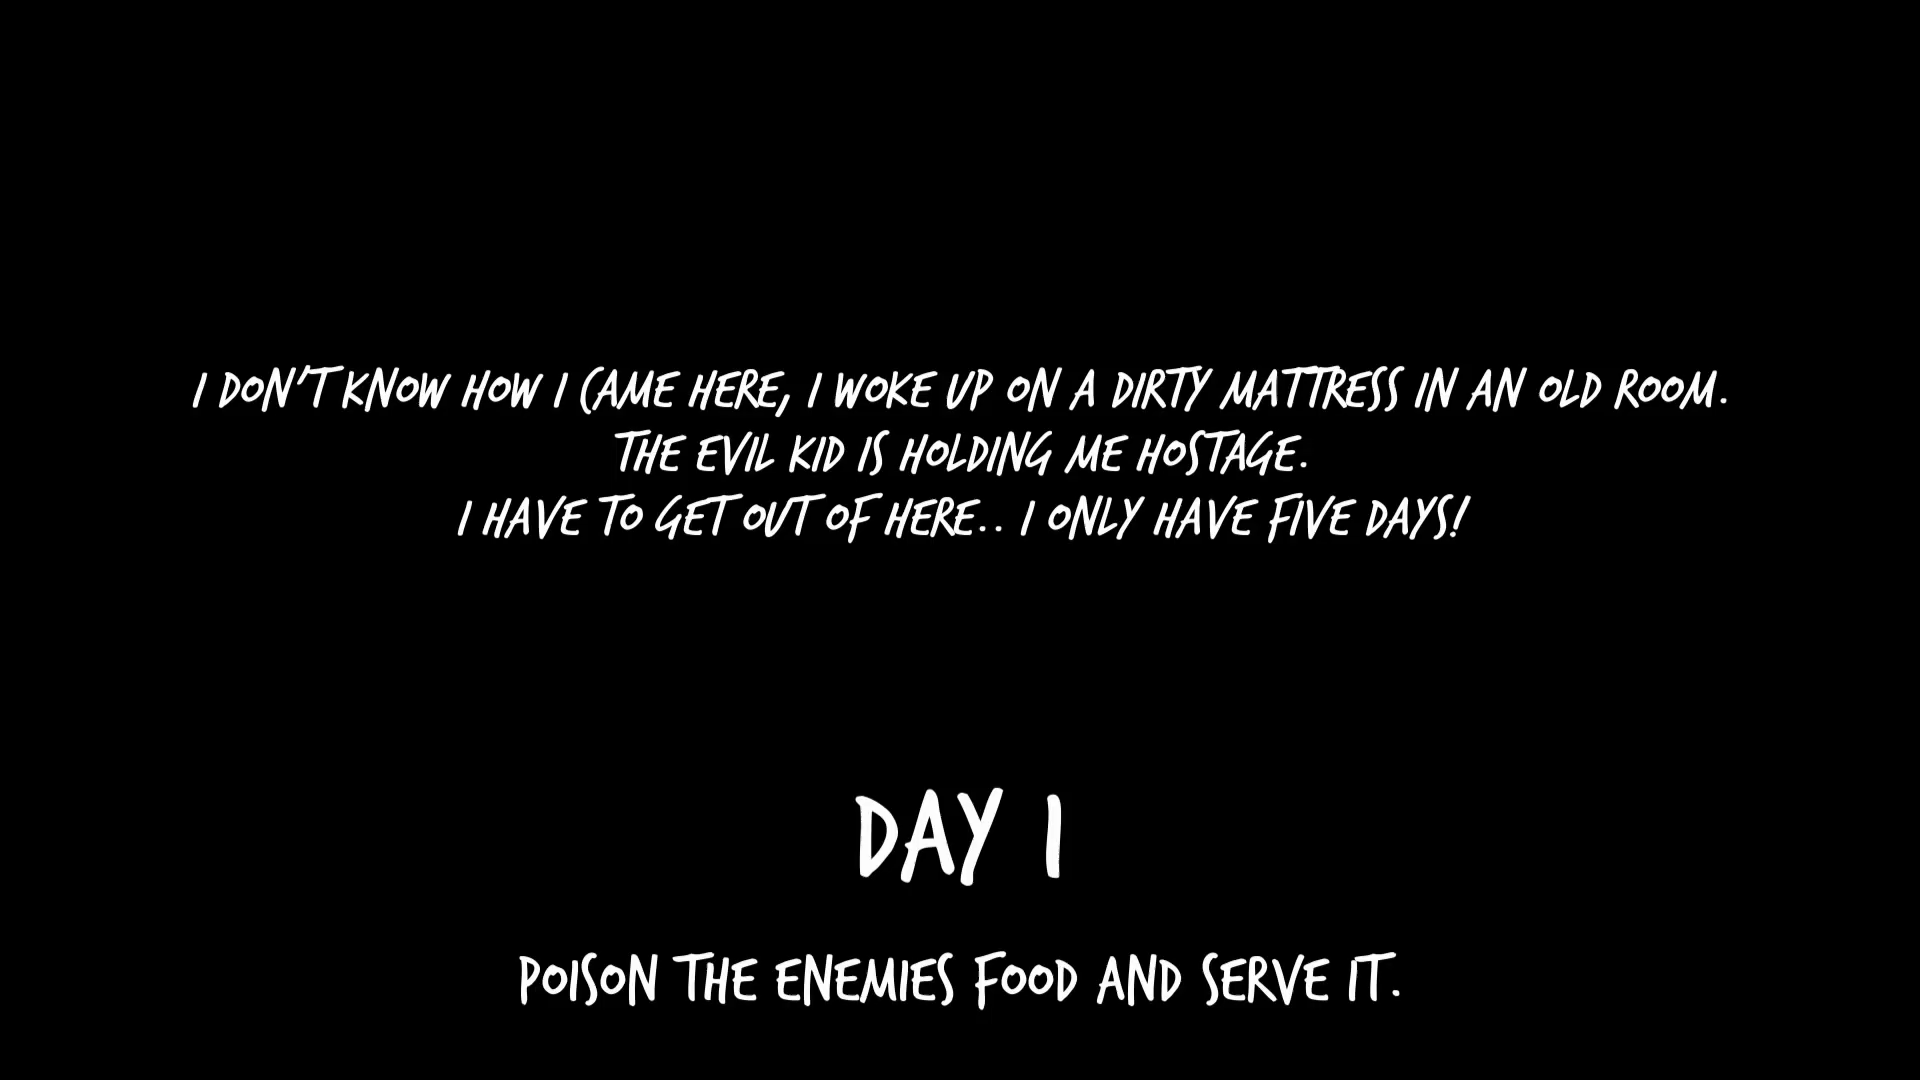 I DON'T KNOW HOW I CAME HERE, I WOKE UP ON A DIRTY MATTRESS IN AN OLD ROOM.
THE EVIL KID IS HOLDING ME HOSTAGE.
I HAVE TO GET OUT OF HERE.. I ONLY HAVE FIVE DAYS!
DAY 1
POISON THE ENEMIES FOOD AND SERVE IT.